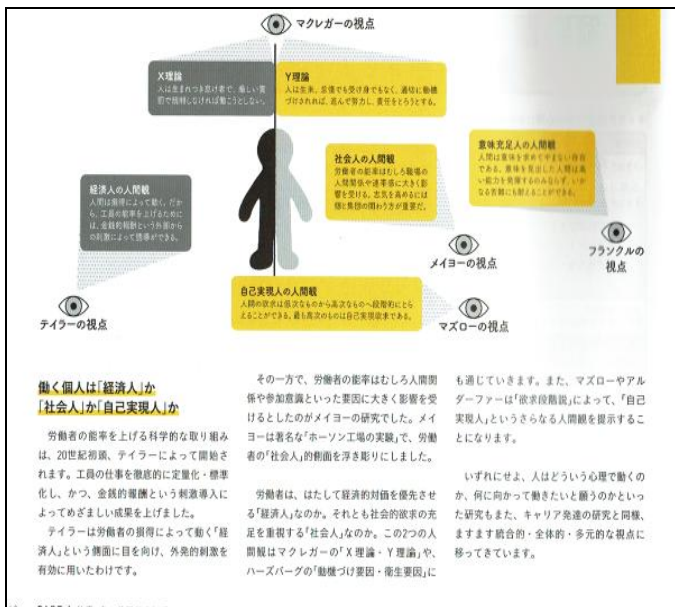 マクレガーの視点
X理論
人は生まれつき怠け者で、厳しい罰
則で統制しなければ働こうとしない。
Y理論
人は生来、怠惰でも受け身でもなく、適切に動機
づけされれば、進んで努力し、責任をとろうとする。
経済人の人間観
人間は損得によって動く。だか
ら、工員の能率を上げるために
は、金銭的報酬という外部から
の刺激によって誘導ができる。
テイラーの視点
社会人の人間観
労働者の能率はむしろ職場の
人間関係や連帯感に大きく影
響を受ける。志気を高めるには
個と集団の関わり方が重要だ。
メイヨーの視点
意味充足人の人間観
人間は意味を求めてやまない存在
である。意味を見出した人間は高
い能力を発揮するのみならず、いか
なる苦難にも耐えることができる。
フランクルの
視点
自己実現人の人間観
人間の欲求は低次なものから高次なものへ段階的にとら
えることができる。最も高次のものは自己実現欲求である。
マズローの視点
働く個人は「経済人」か
「社会人」か「自己実現人」か
労働者の能率を上げる科学的な取り組み
は、20世紀初頭、テイラーによって開始さ
れます。工員の仕事を徹底的に定量化・標準
化し、かつ、金銭的報酬という刺激導入に
よってめざましい成果を上げました。
テイラーは労働者の損得によって動く「経
済人」という側面に目を向け、外発的刺激を
有効に用いたわけです。
その一方で、労働者の能率はむしろ人間関
係や参加意識といった要因に大きく影響を受
けるとしたのがメイヨーの研究でした。メイ
ヨーは著名な「ホーソン工場の実験」で、労働
者の「社会人」的側面を浮き彫りにしました。
労働者は、はたして経済的対価を優先させ
る「経済人」なのか。それとも社会的欲求の充
足を重視する「社会人」なのか。この2つの人
間観はマクレガーの「X理論・Y理論」や、
ハーズバーグの「動機づけ要因・衛生要因」に
も通じていきます。また、マズローやアル
ダーファーは「欲求段階説」によって、「自己
実現人」というさらなる人間観を提示するこ
とになります。
いずれにせよ、人はどういう心理で働くの
か、何に向かって働きたいと願うのかといっ
た研究もまた、キャリア発達の研究と同様、
ますます統合的・全体的・多元的な視点に
移ってきています。